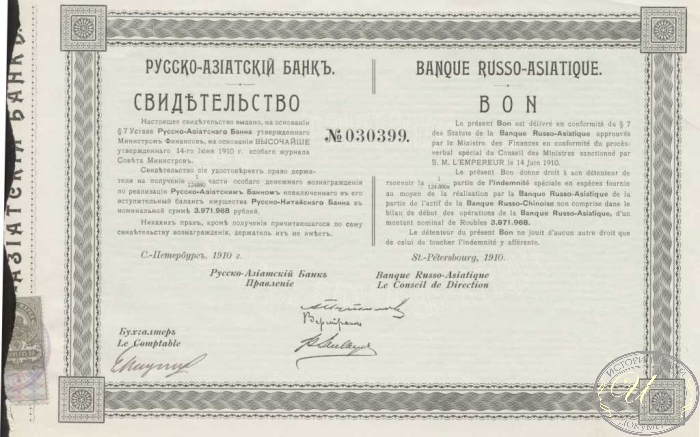 РУССКО-АЗІАТСКІЙ БАНКЪ.
СВИДѢТЕЛЬСТВО
Настоящее свидѣтельство выдано, на основаніи
§ 7 Устава Русско-Азіатскаго Банка утвержденнаго
Министромъ Финансовъ, на основаніи ВЫСОЧАЙШЕ
утвержденнаго 14-го Іюня 1910 г. особаго журнала
Совѣта Министровъ.
Свидѣтельство сіе удостовѣряетъ право держа-
теля на полученіе 1/124860 части особаго денежнаго вознагражденія
по реализаціи Русско-Азіатскимъ Банкомъ невключеннаго въ его
вступительный балансъ имущества Русско-Китайскаго Банка въ
номинальной суммѣ 3.971.968 рублей.
Никакихъ правъ, кромѣ полученія причитающагося по сему
свидѣтельству вознагражденія, держатель ихъ не имѣетъ.
С.-Петербургъ, 1910 г.
№ 030399.
BANQUE RUSSO-ASIATIQUE.
BON
Le présent Bon est délivré en conformité du § 7
des Statuts de la Banque Russo-Asiatique approuvés
par le Ministre des Finances en conformité du procès-
verbal spécial du Conseil des Ministres sanctionné par
S. M. L'EMPEREUR le 14 Juin 1910.
Le présent Bon donne droit à son détenteur de
recevoir la 1/124.860e partie de l'indemnité spéciale en espèces fournie
au moyen de la réalisation par la Banque Russo-Asiatique de la
partie de l'actif de la Banque Russo-Chinoise non comprise dans le
bilan de début des opérations de la Banque Russo-Asiatique, d'un
montant nominal de Roubles 3.971.968.
Le détenteur du présent Bon ne jouit d'aucun autre droit que
de celui de toucher l'indemnité y afférente.
St.-Pétersbourg, 1910.
Русско-Азіатскій Банкъ
Правленіе
Banque Russo-Asiatique
Le Conseil de Direction
Бухгалтеръ
Le Comptable
АЗІАТСКІЙ БАНКЪ